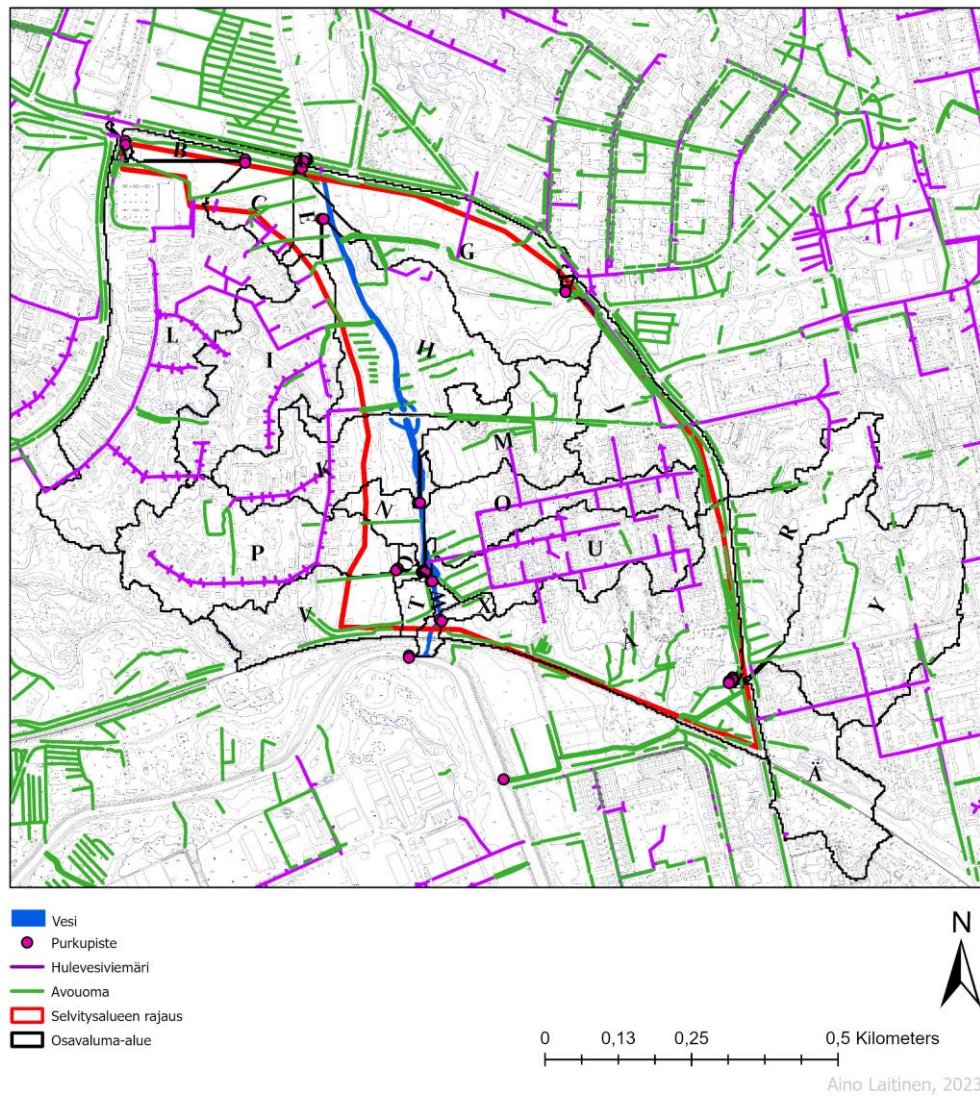 B
C
E
G
L
I
H
J
K
M
N
O
R
P
U
Y
T
W
X
V
Å
Ä
Vesi
Purkupiste
Hulevesiviemäri
Avouoma
Selvitysalueen rajaus
Osavaluma-alue
N
0 0,13 0,25 0,5 Kilometers
Aino Laitinen, 2023